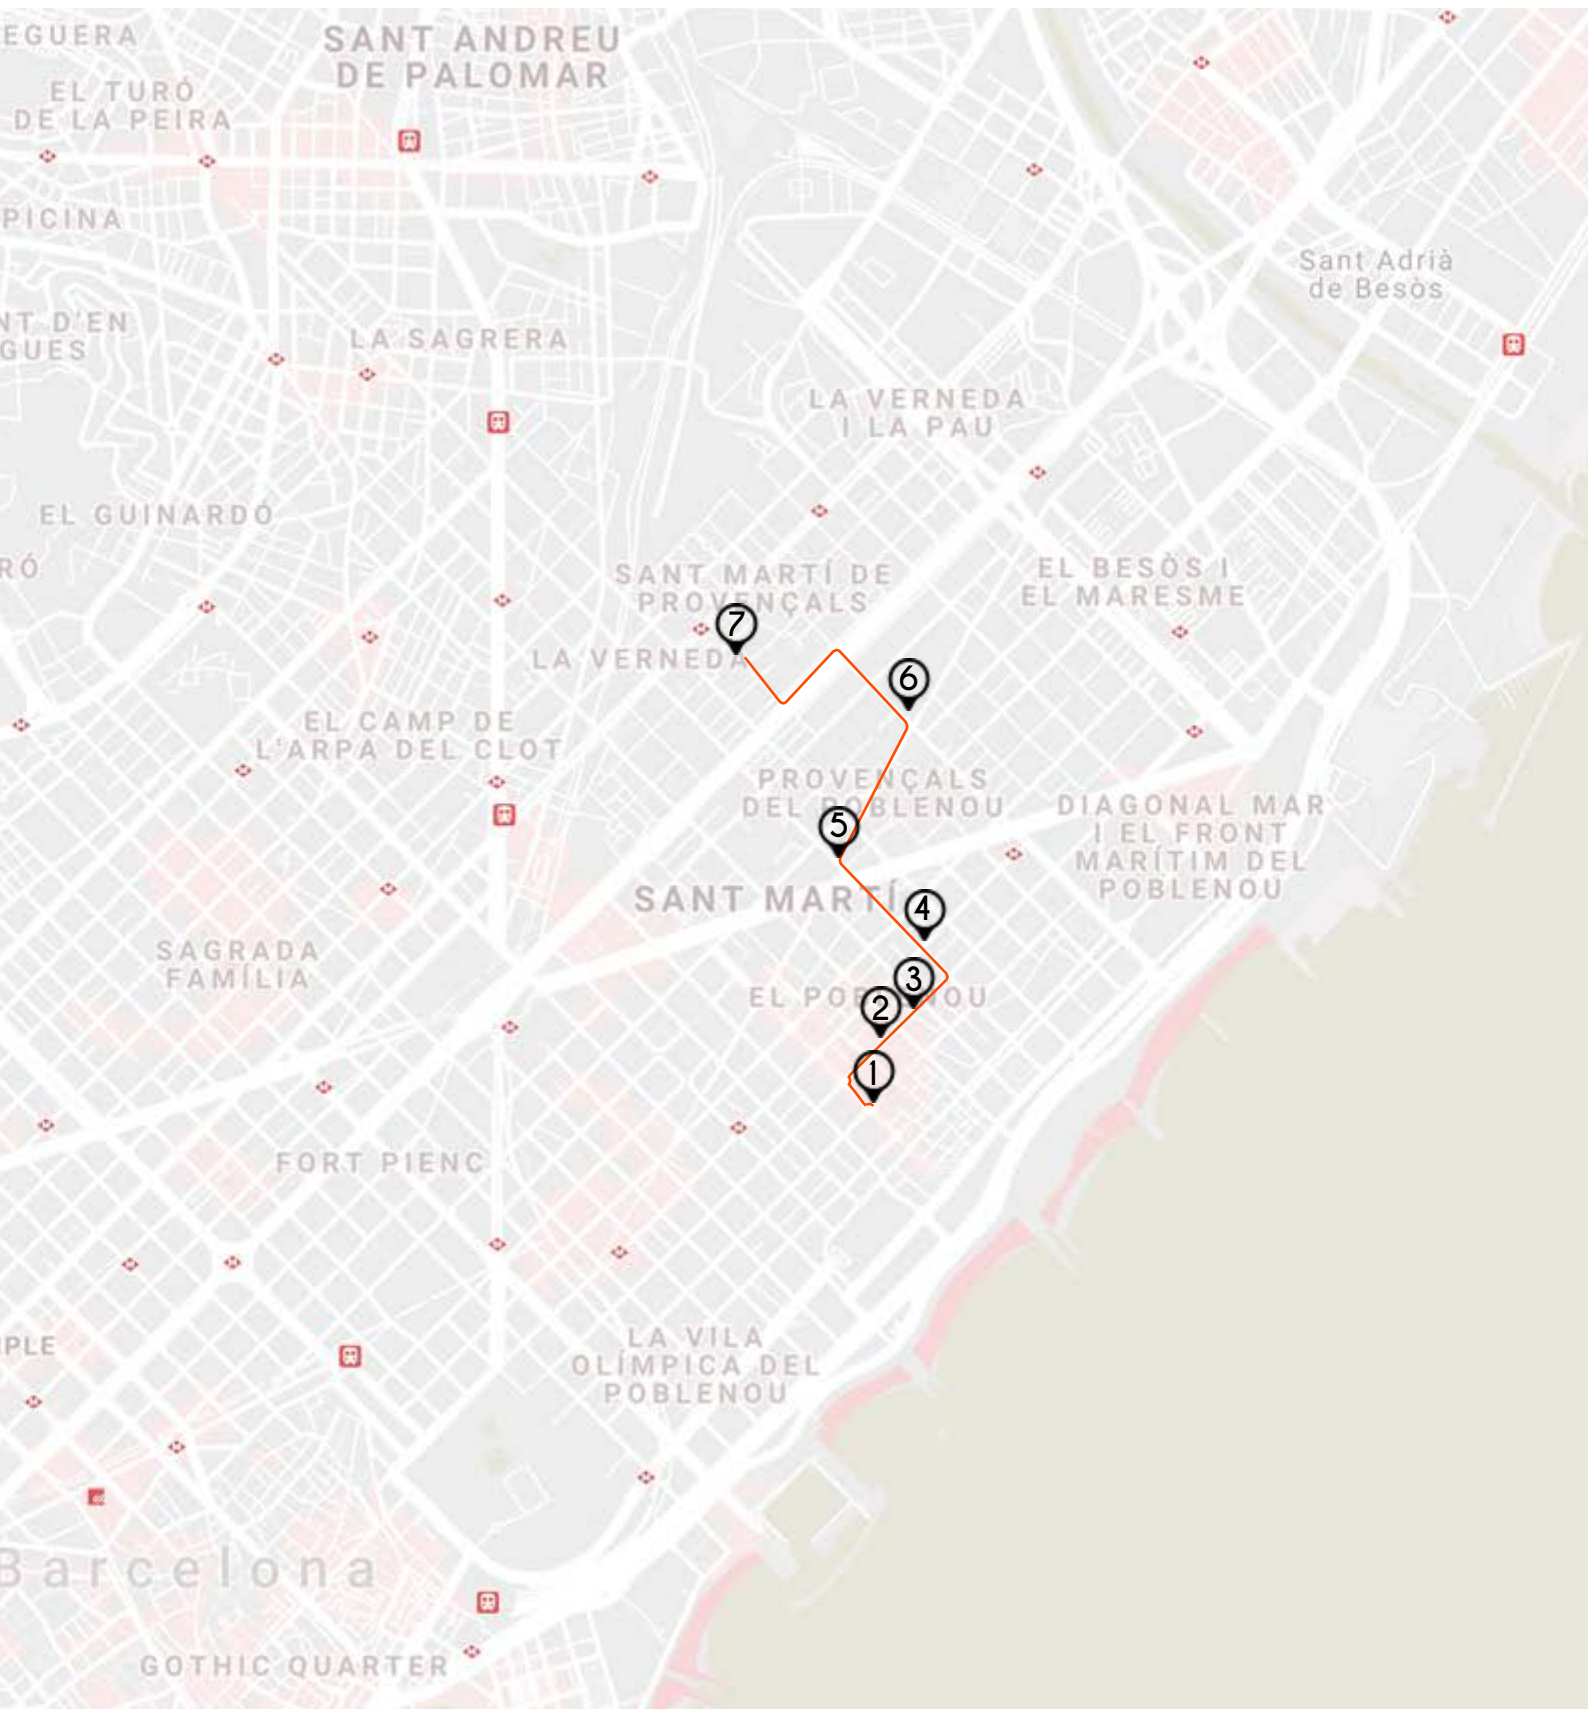 EGUERA
SANT ANDREU
DE PALOMAR
EL TURÓ
DE LA PEIRA
PICINA
Sant Adrià
de Besòs
NT D'EN
GUES
LA SAGRERA
LA VERNEDA
I LA PAU
EL GUINARDÓ
RÓ
SANT MARTÍ DE
PROVENÇALS
EL BESÒS I
EL MARESME
7
LA VERNEDA
6
EL CAMP DE
L'ARPA DEL CLOT
PROVENÇALS
DEL POBLENOU
5
DIAGONAL MAR
I EL FRONT
MARÍTIM DEL
POBLENOU
SANT MARTÍ
4
SAGRADA
FAMÍLIA
3
EL POBLENOU
2
1
FORT PIENC
PLE
LA VILA
OLÍMPICA DEL
POBLENOU
Barcelona
GOTHIC QUARTER